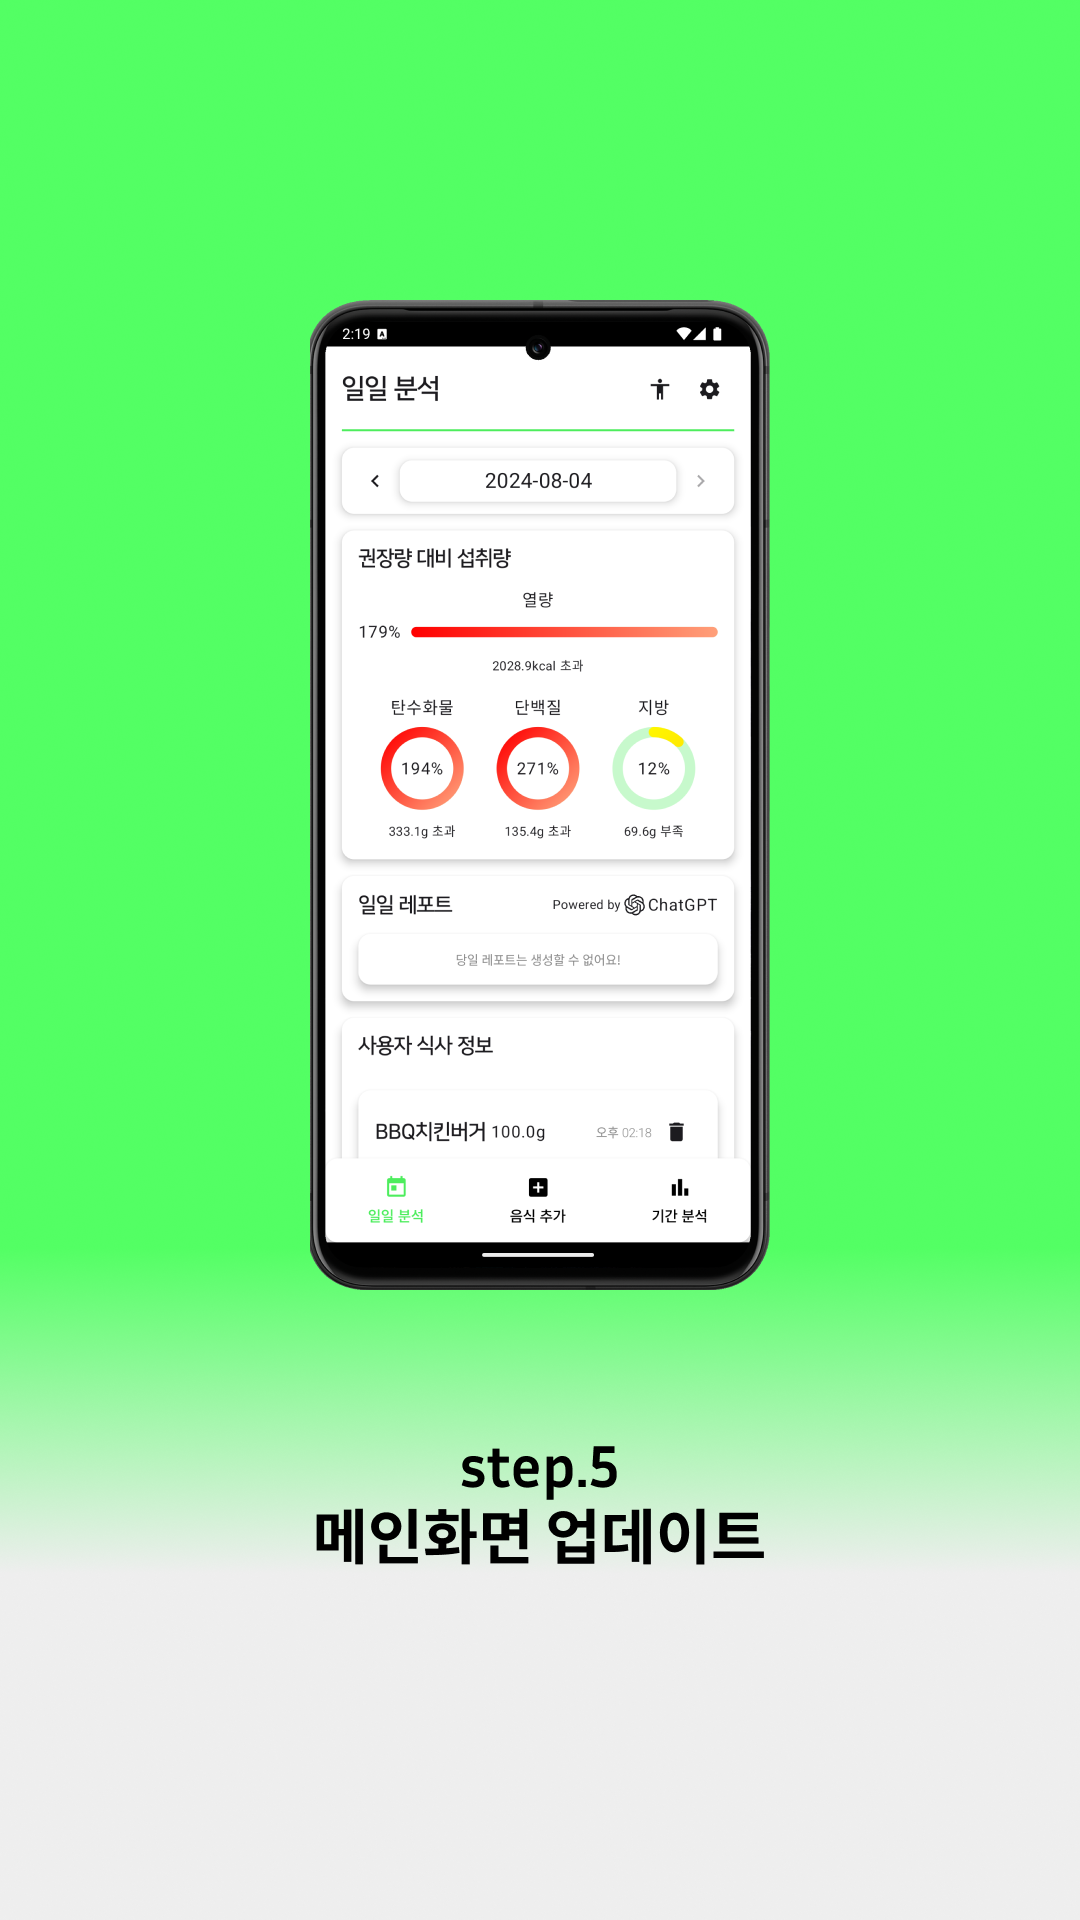 2:19
일일 분석
2024-08-04
권장량 대비 섭취량
열량
179%
2028.9kcal 초과
탄수화물 단백질 지방
194% 271% 12%
333.1g 초과 135.4g 초과 69.6g 부족
일일 레포트 Powered by ChatGPT
당일 레포트는 생성할 수 없어요!
사용자 식사 정보
BBQ치킨버거 100.0g 오후 02:18
일일 분석 음식 추가 기간 분석
step.5
메인화면 업데이트